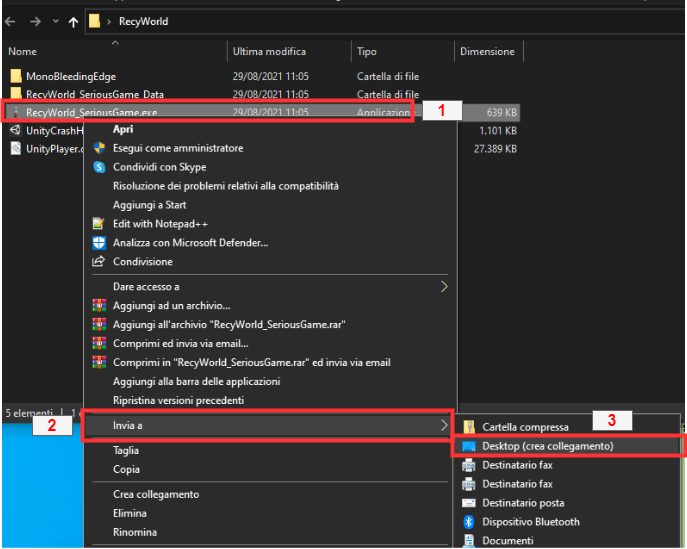 RecyWorld
Nome Ultima modifica Tipo Dimensione
MonoBleedingEdge 29/08/2021 11:05 Cartella di file
RecyWorld_SeriousGame_Data 29/08/2021 11:05 Cartella di file
RecyWorld_SeriousGame.exe 29/08/2021 11:05 Applicazione 1 639 KB
UnityCrashH 1.101 KB
UnityPlayer.d 27.389 KB
Apri
Esegui come amministratore
Condividi con Skype
Risoluzione dei problemi relativi alla compatibilità
Aggiungi a Start
Edit with Notepad++
Analizza con Microsoft Defender...
Condivisione
Dare accesso a
Aggiungi ad un archivio...
Aggiungi all'archivio "RecyWorld_SeriousGame.rar"
Comprimi ed invia via email...
Comprimi in "RecyWorld_SeriousGame.rar" ed invia via email
Aggiungi alla barra delle applicazioni
Ripristina versioni precedenti
5 elementi
2 Invia a
Taglia
Copia
Crea collegamento
Elimina
Rinomina
3
Cartella compressa
Desktop (crea collegamento)
Destinatario fax
Destinatario fax
Destinatario posta
Dispositivo Bluetooth
Documenti